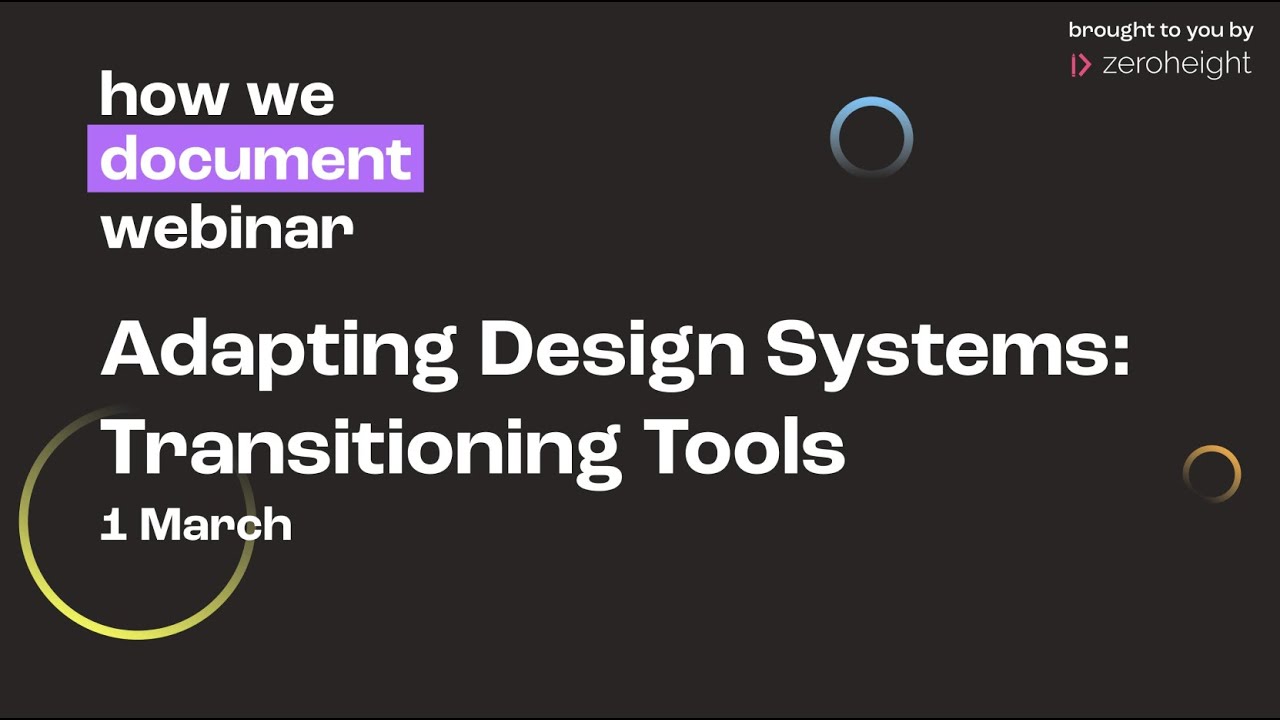 how we
document
webinar
brought to you by
zeroheight
Adapting Design Systems:
Transitioning Tools
1 March